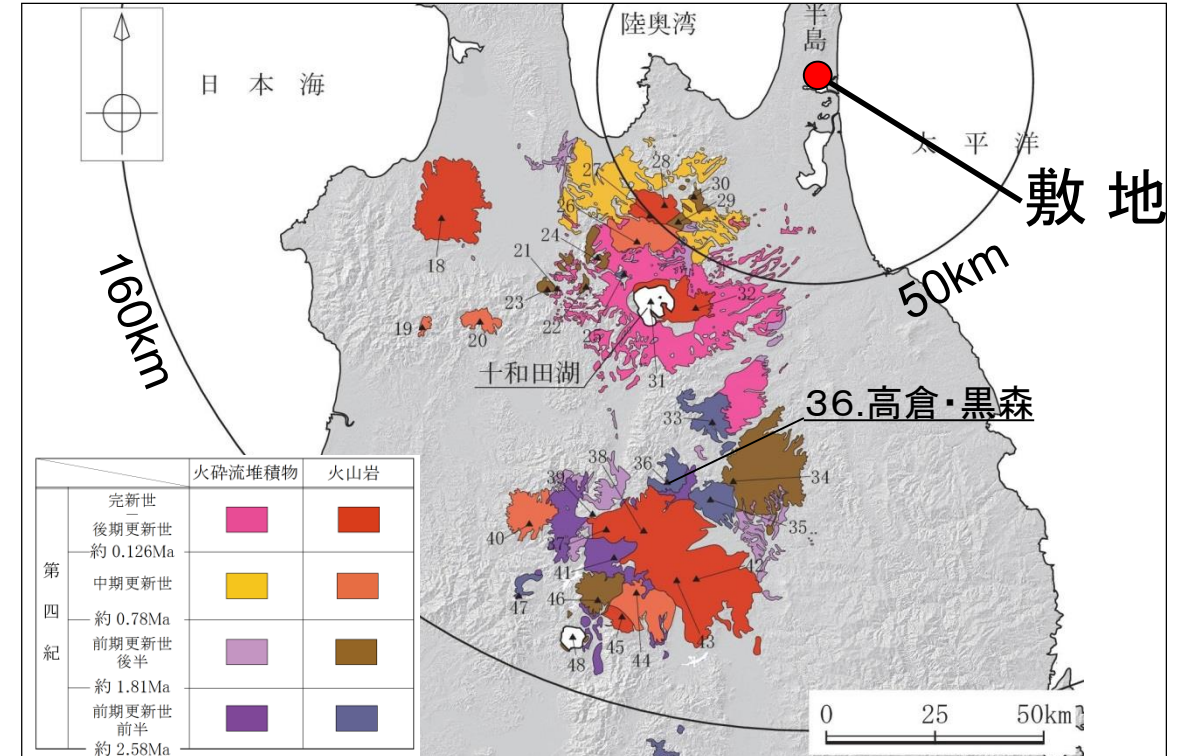 陸奥湾
半島
日本海
太平洋
敷地
160km
50km
27
28
30
29
26
24
21
18
23
22
25
32
19
20
十和田湖
31
36.高倉・黒森
33
38
36
39
34
40
35
37
41
42
47
46
45
44
43
48
火砕流堆積物
火山岩
第四紀
完新世
–
後期更新世
約 0.126Ma
中期更新世
約 0.78Ma
前期更新世
後半
約 1.81Ma
前期更新世
前半
約 2.58Ma
0 25 50km